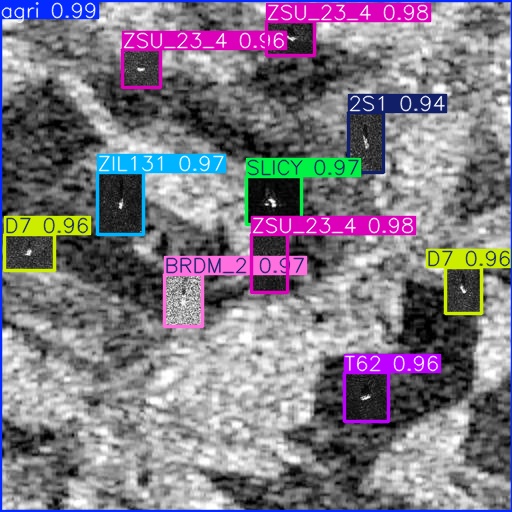 agri 0.99
ZSU_23_4 0.98
ZSU_23_4 0.96
2S1 0.94
ZIL131 0.97
SLICY 0.97
D7 0.96
ZSU_23_4 0.98
BRDM_2 0.97
D7 0.96
T62 0.96